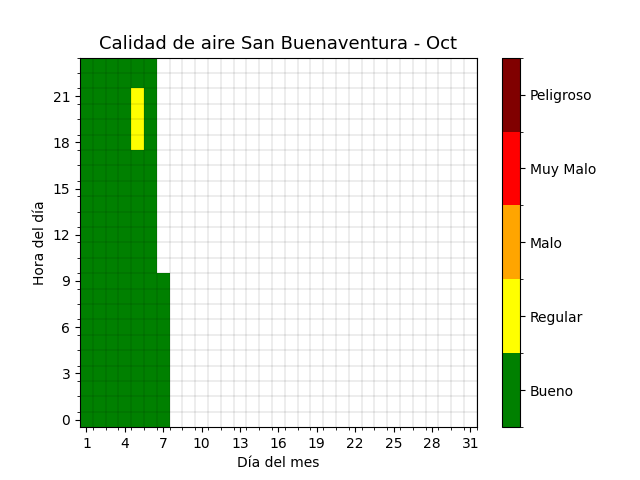 Calidad de aire San Buenaventura - Oct
Hora del día
21
18
15
12
9
6
3
0
1 4 7 10 13 16 19 22 25 28 31
Día del mes
Peligroso
Muy Malo
Malo
Regular
Bueno